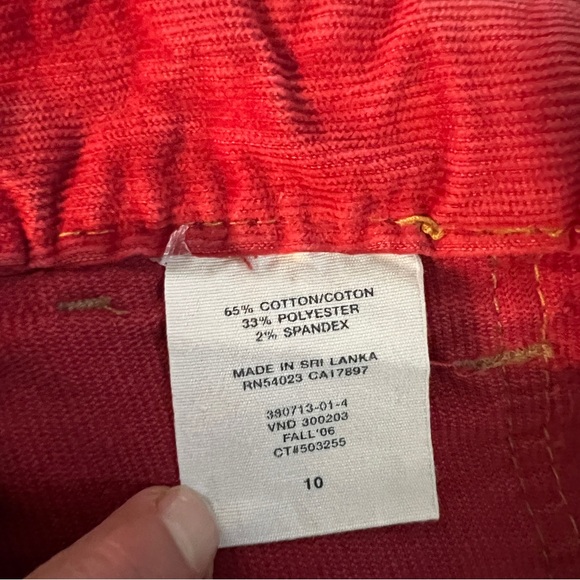 65% COTTON/COTON
33% POLYESTER
2% SPANDEX
MADE IN SRI LANKA
RN54023 CA17897
380713-01-4
VND 300203
FALL'06
CT#503255
10